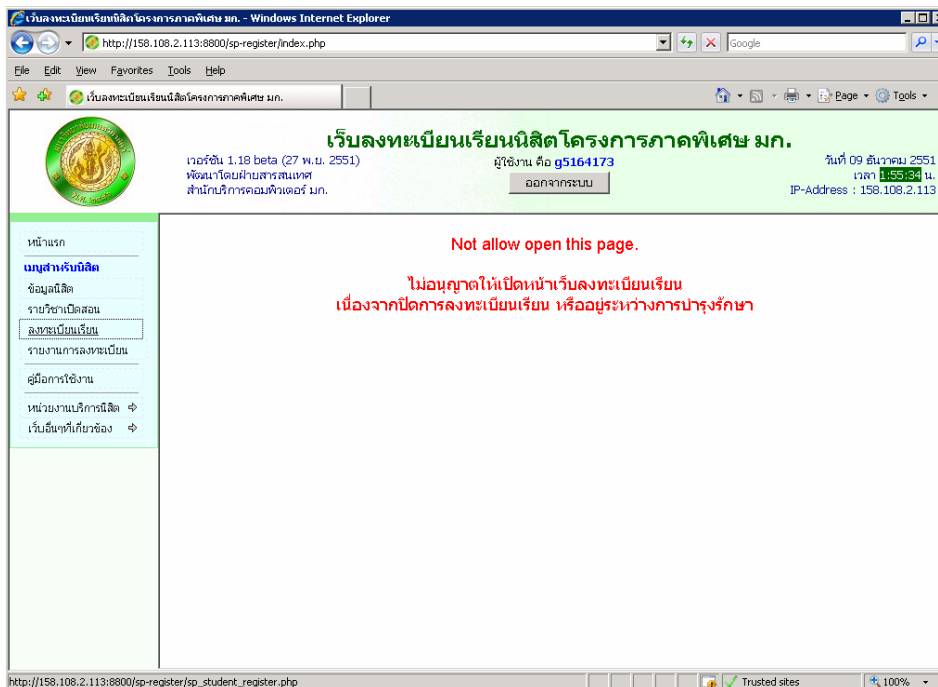 เว็บลงทะเบียนเรียนนิสิตโครงการภาคพิเศษ มก. - Windows Internet Explorer
http://158.108.2.113:8800/sp-register/index.php
Google
File Edit View Favorites Tools Help
เว็บลงทะเบียนเรียนนิสิตโครงการภาคพิเศษ มก.
Page Tools
เว็บลงทะเบียนเรียนนิสิตโครงการภาคพิเศษ มก.
เวอร์ชัน 1.18 beta (27 พ.ย. 2551)
พัฒนาโดยฝ่ายสารสนเทศ
สำนักบริการคอมพิวเตอร์ มก.
ผู้ใช้งาน คือ g5164173
ออกจากระบบ
วันที่ 09 ธันวาคม 2551
เวลา 1:55:34 น.
IP-Address : 158.108.2.113
หน้าแรก
เมนูสำหรับนิสิต
ข้อมูลนิสิต
รายวิชาเปิดสอน
ลงทะเบียนเรียน
รายงานการลงทะเบียน
คู่มือการใช้งาน
หน่วยงานบริการนิสิต
เว็บอื่นๆที่เกี่ยวข้อง
Not allow open this page.
ไม่อนุญาตให้เปิดหน้าเว็บลงทะเบียนเรียน
เนื่องจากปิดการลงทะเบียนเรียน หรืออยู่ระหว่างการบำรุงรักษา
http://158.108.2.113:8800/sp-register/sp_student_register.php
Trusted sites
100%